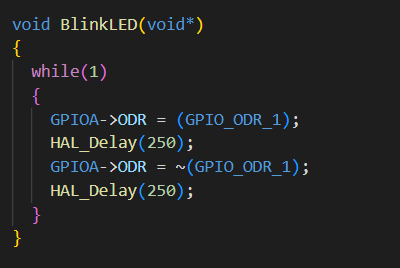 void BlinkLED(void*)
{
while(1)
{
GPIOA->ODR = (GPIO_ODR_1);
HAL_Delay(250);
GPIOA->ODR = ~(GPIO_ODR_1);
HAL_Delay(250);
}
}